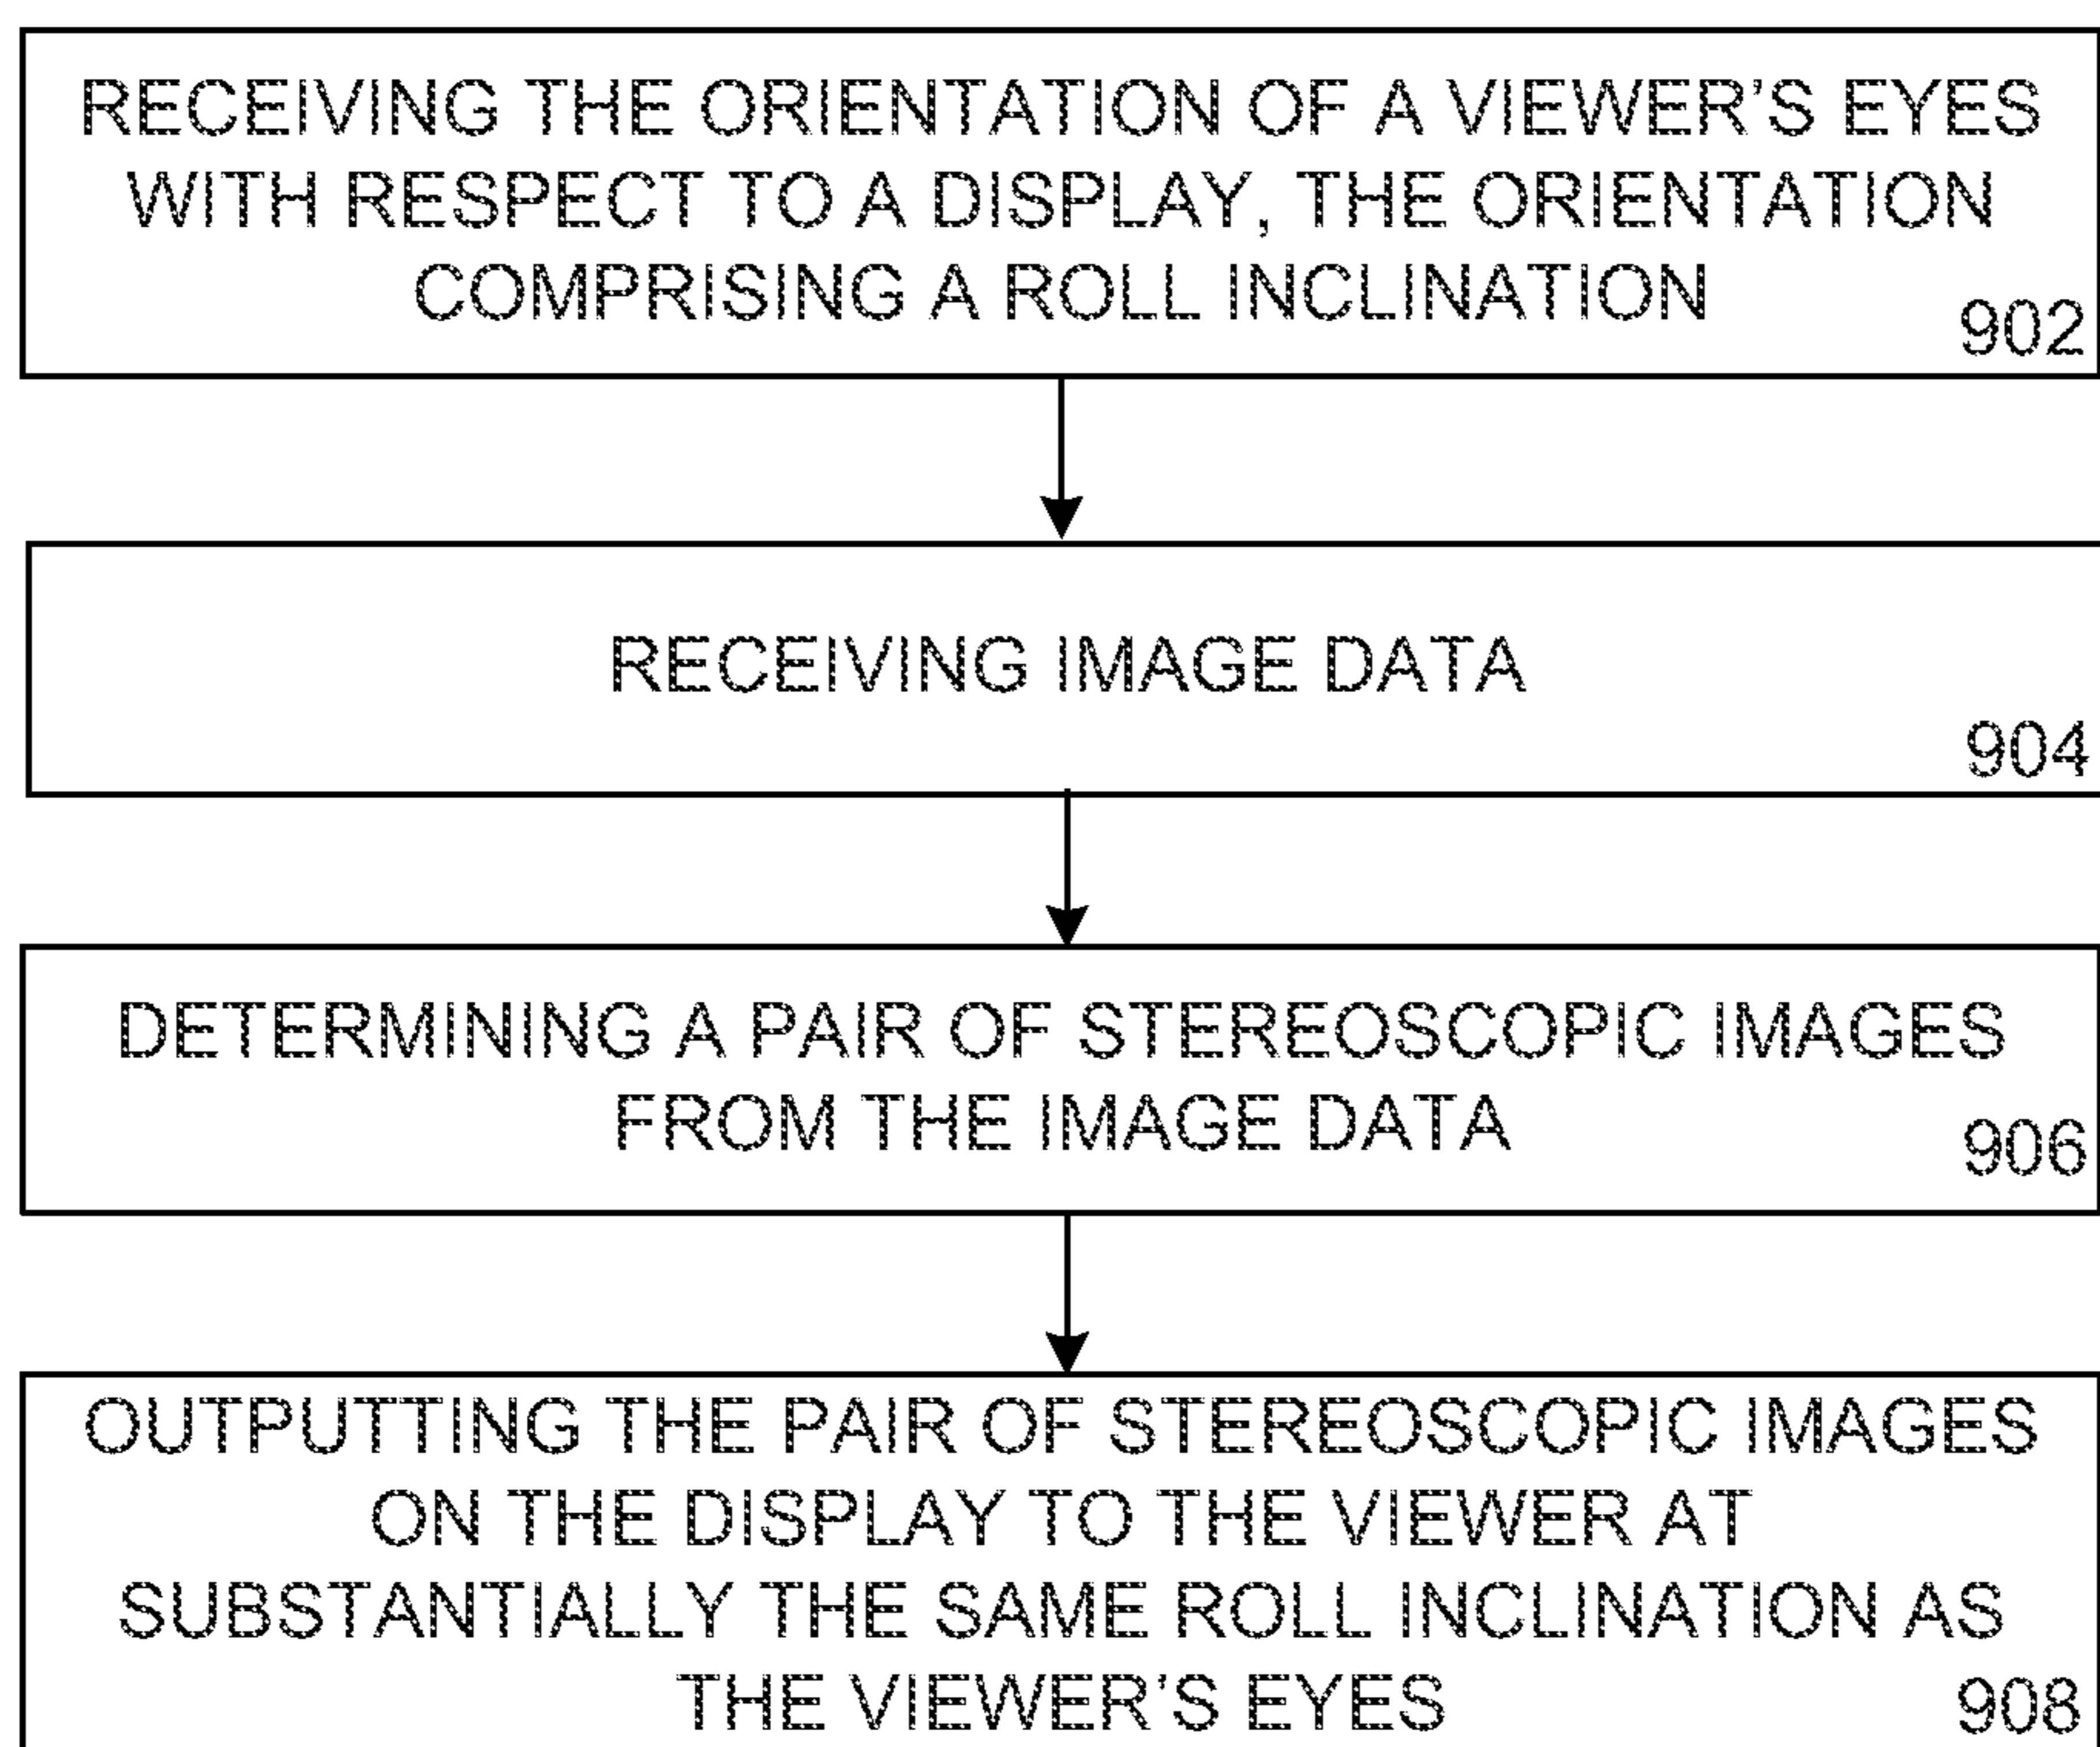 RECEIVING THE ORIENTATION OF A VIEWER'S EYES
WITH RESPECT TO A DISPLAY, THE ORIENTATION
COMPRISING A ROLL INCLINATION
902
RECEIVING IMAGE DATA
904
DETERMINING A PAIR OF STEREOSCOPIC IMAGES
FROM THE IMAGE DATA
906
OUTPUTTING THE PAIR OF STEREOSCOPIC IMAGES
ON THE DISPLAY TO THE VIEWER AT
SUBSTANTIALLY THE SAME ROLL INCLINATION AS
THE VIEWER'S EYES
908